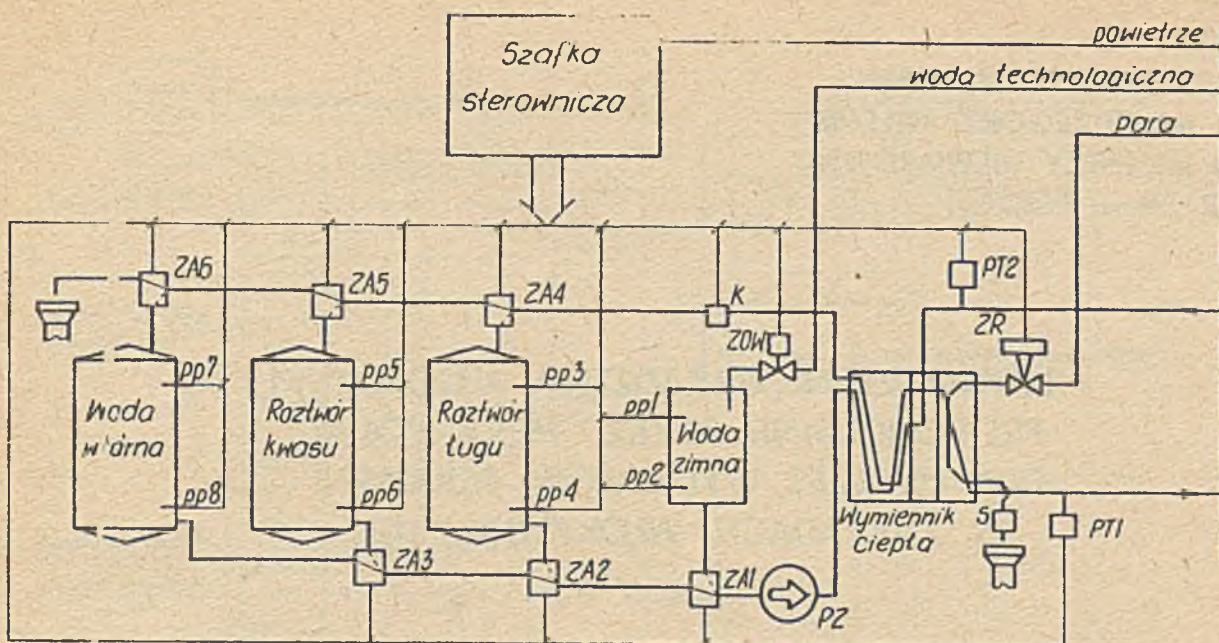 Szafka
sterownicza
powietrze
woda technologiczna
para
ZA6
ZA5
ZA4
K
ZOW
PT2
ZR
pp7
pp5
pp3
pp1
Woda
wtórna
Roztwór
kwasu
Roztwór
ługu
Woda
zimna
pp8
pp6
pp4
pp2
Wymiennik
ciepła
S
PT1
ZA3
ZA2
ZA1
PZ